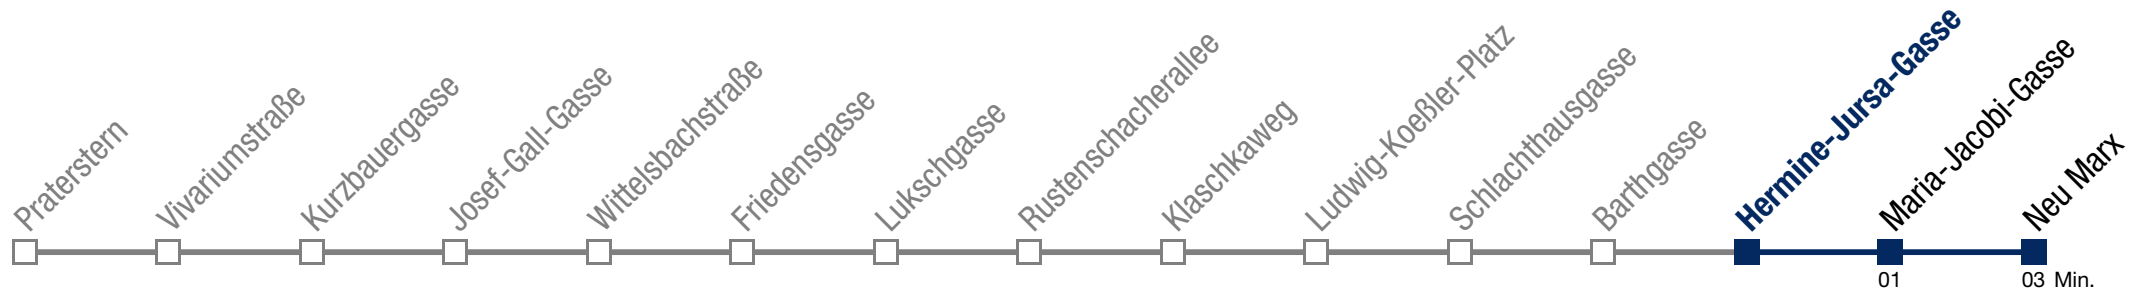 Praterstern
Vivariumstraße
Kurzbauergasse
Josef-Gall-Gasse
Wittelsbachstraße
Friedensgasse
Lukschgasse
Rustenschacherallee
Klaschkaweg
Ludwig-Koeßler-Platz
Schlachthausgasse
Barthgasse
Hermine-Jursa-Gasse
Maria-Jacobi-Gasse
Neu Marx
01
03 Min.